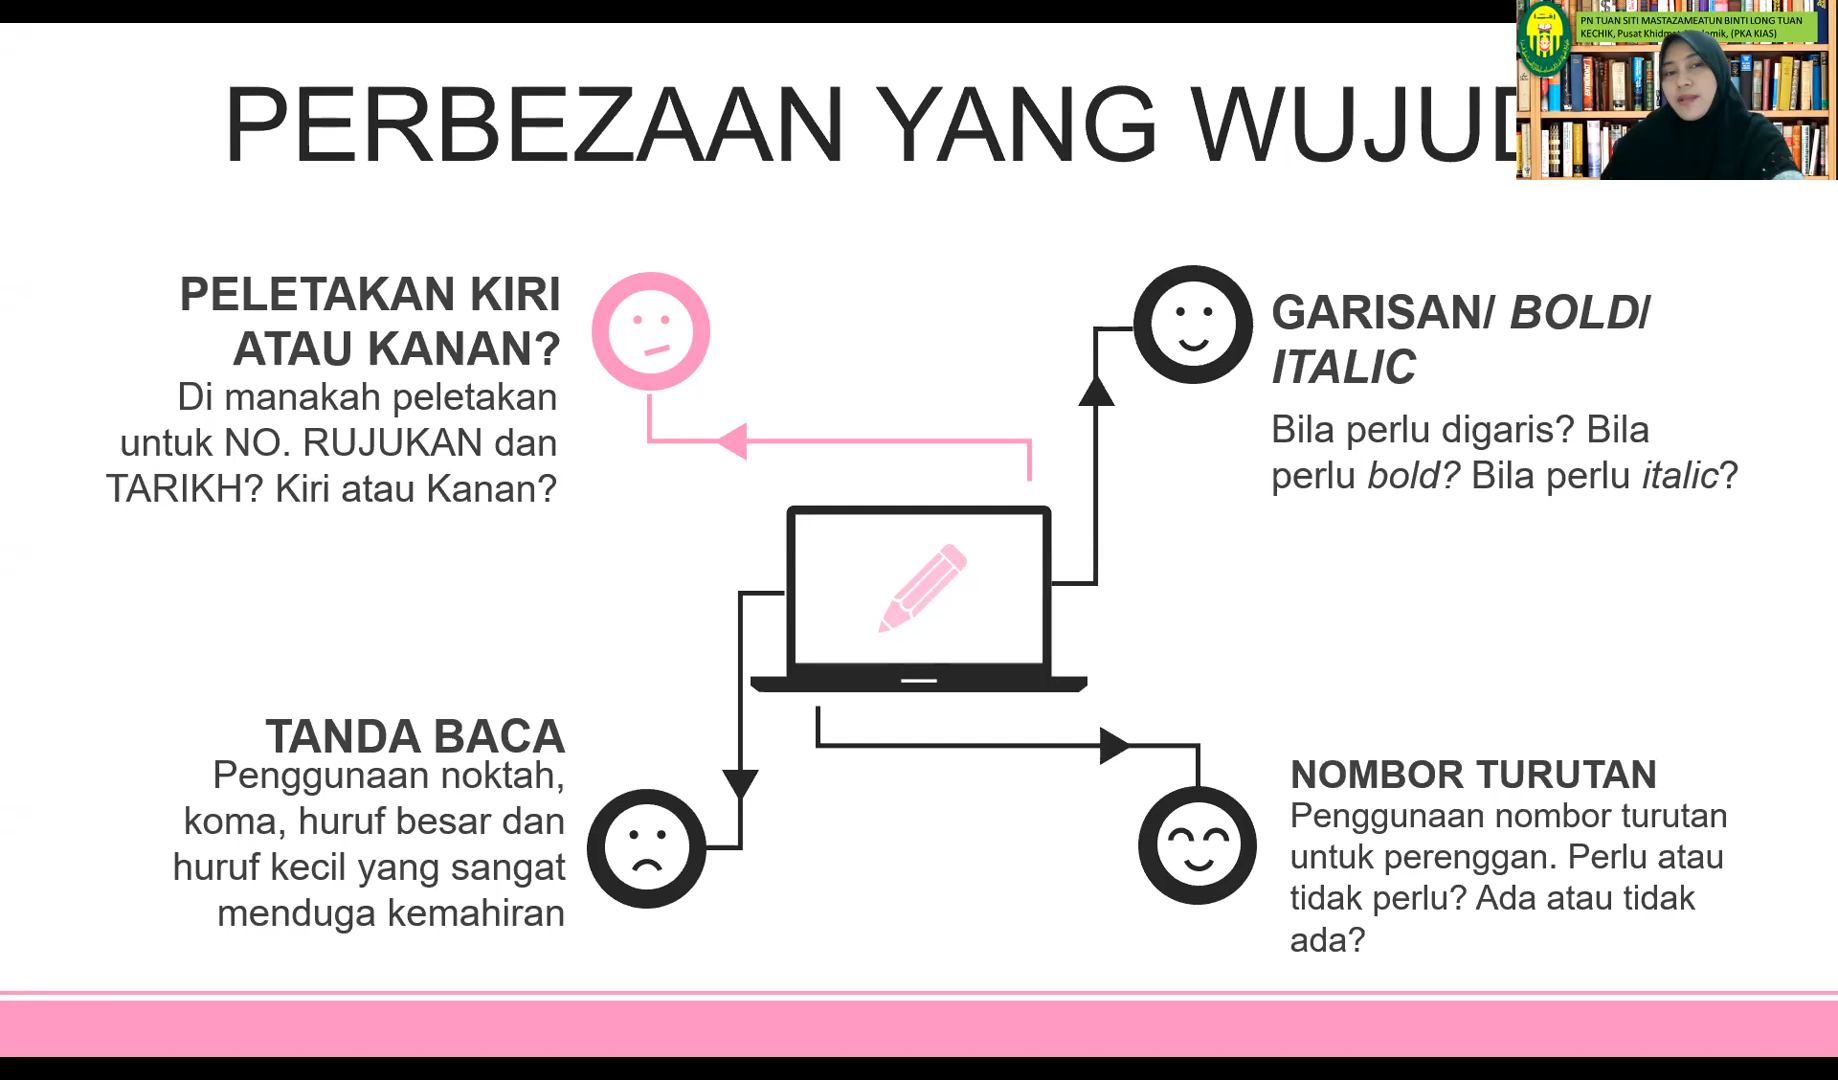 PN TUAN SITI MASTAZAMEATUN BINTI LONG TUAN
KECHIK, Pusat Khidmat Akademik, (PKA KIAS)
PERBEZAAN YANG WUJUD
PELETAKAN KIRI
ATAU KANAN?
Di manakah peletakan
untuk NO. RUJUKAN dan
TARIKH? Kiri atau Kanan?
GARISAN/ BOLD/
ITALIC
Bila perlu digaris? Bila
perlu bold? Bila perlu italic?
TANDA BACA
Penggunaan noktah,
koma, huruf besar dan
huruf kecil yang sangat
menduga kemahiran
NOMBOR TURUTAN
Penggunaan nombor turutan
untuk perenggan. Perlu atau
tidak perlu? Ada atau tidak
ada?